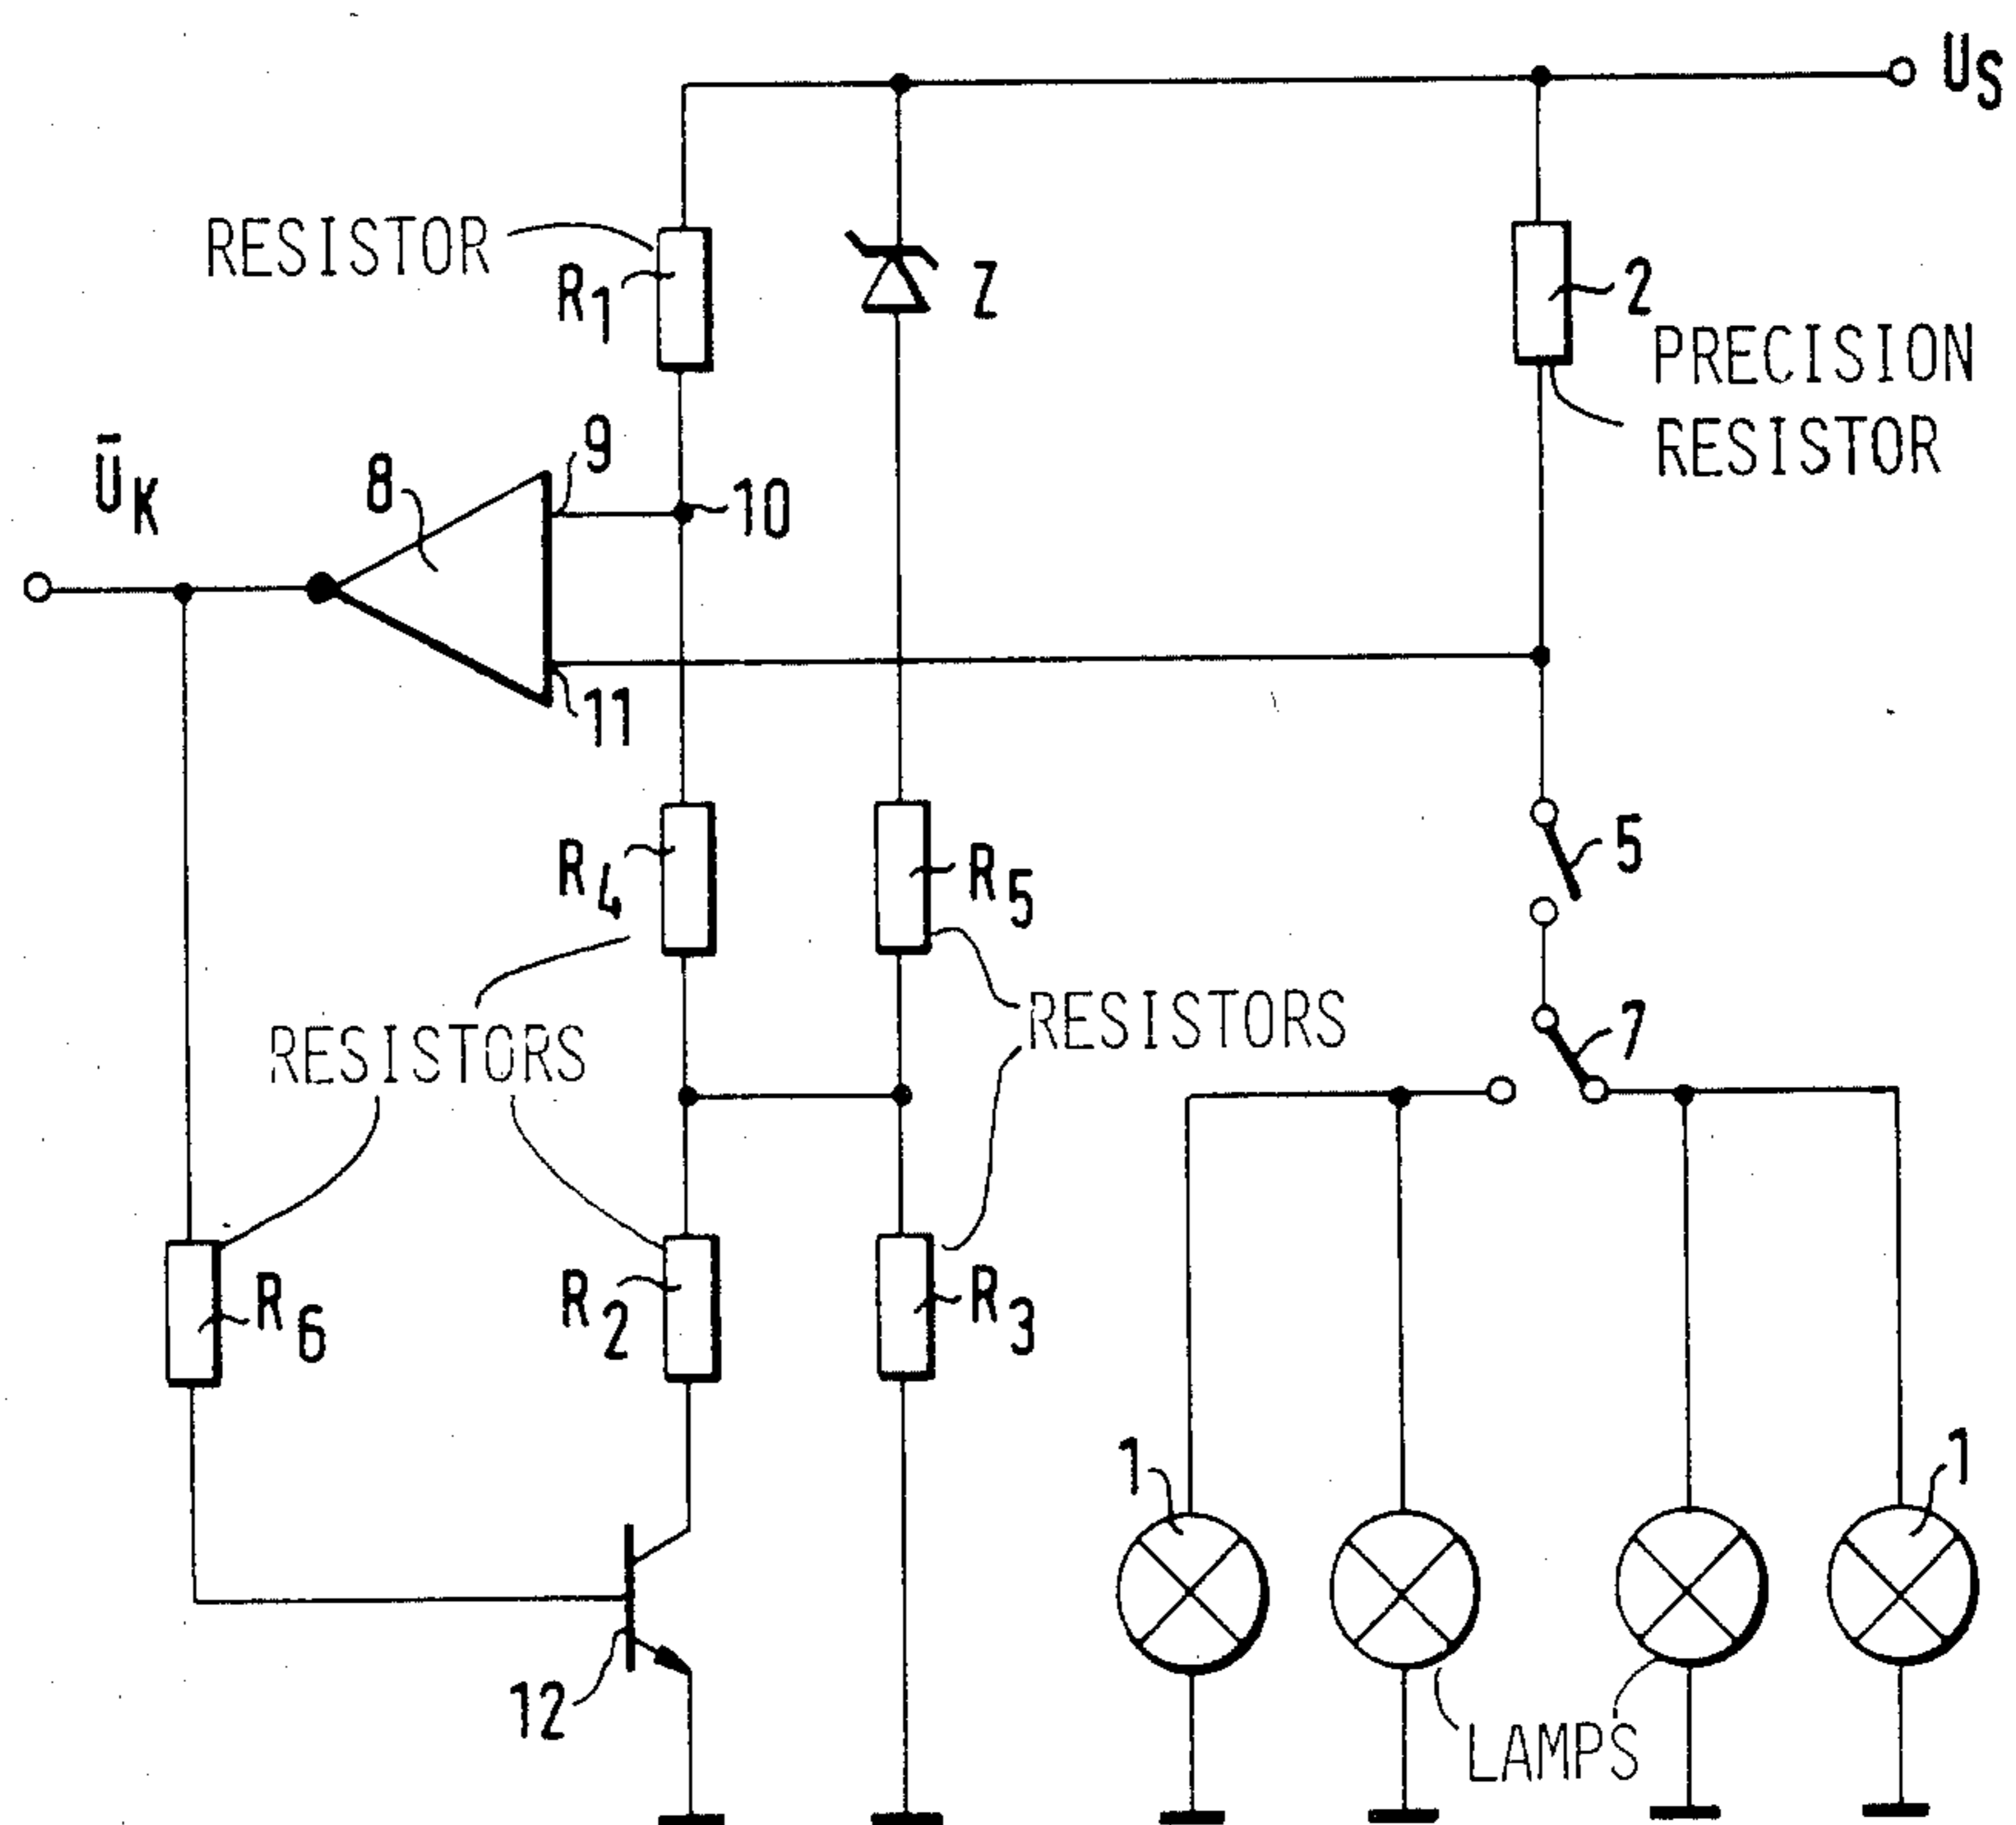 U_S
RESISTOR
R_1
Z
2
PRECISION
RESISTOR
Ū_K
8
9
10
11
R_4
R_5
5
RESISTORS
RESISTORS
7
R_6
R_2
R_3
1
1
12
LAMPS